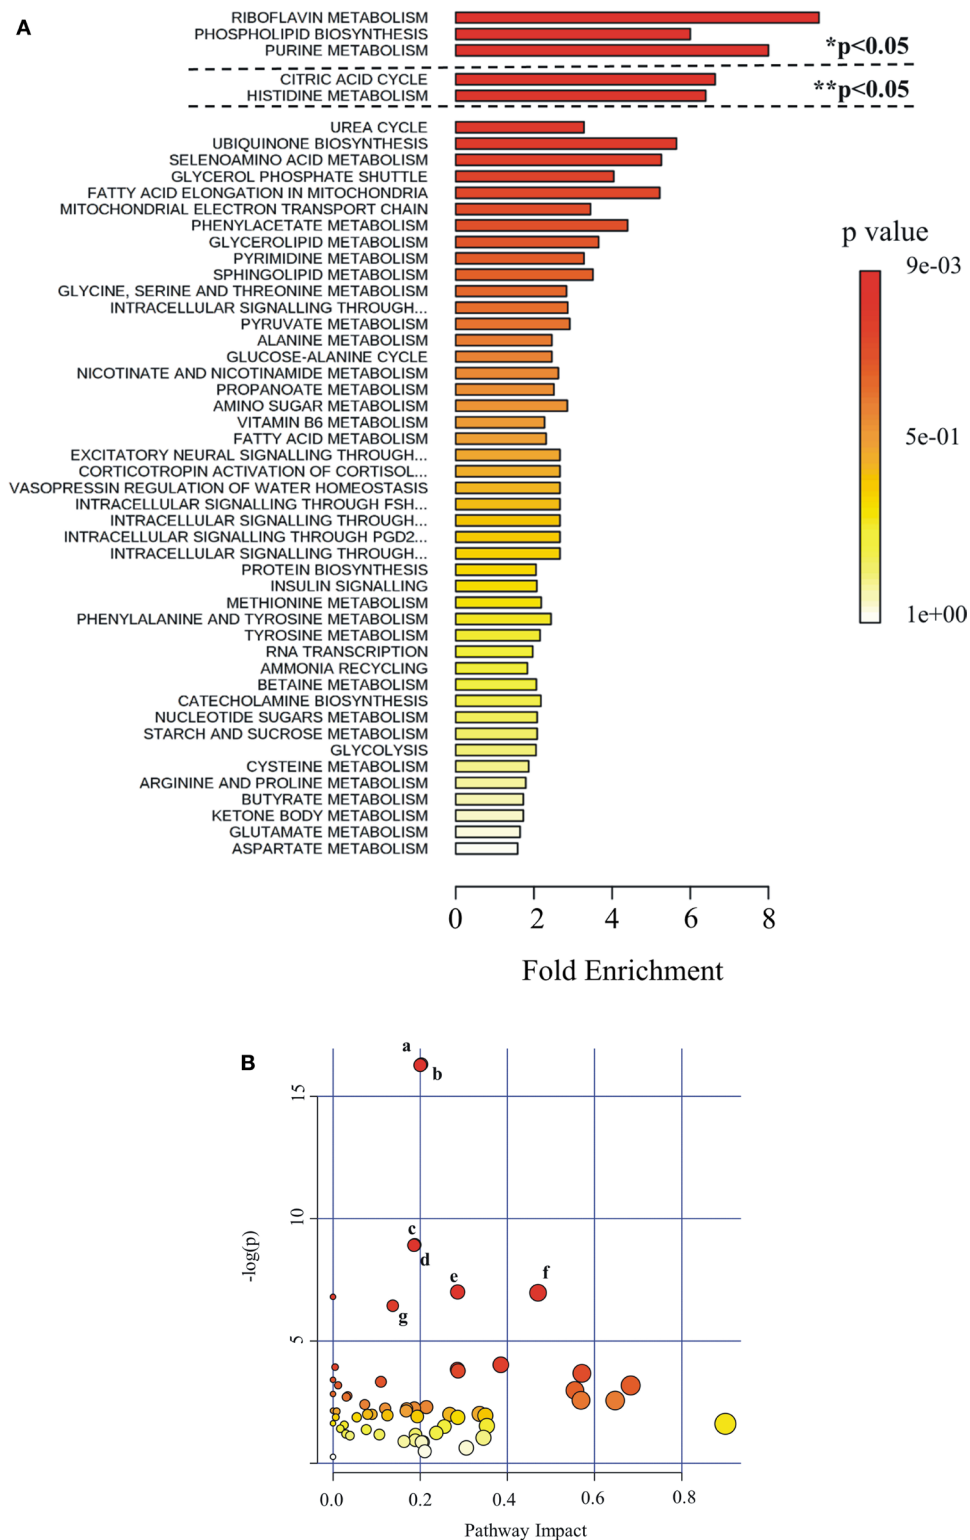 A
RIBOFLAVIN METABOLISM
PHOSPHOLIPID BIOSYNTHESIS
PURINE METABOLISM
*p<0.05
CITRIC ACID CYCLE
HISTIDINE METABOLISM
**p<0.05
UREA CYCLE
UBIQUINONE BIOSYNTHESIS
SELENOAMINO ACID METABOLISM
GLYCEROL PHOSPHATE SHUTTLE
FATTY ACID ELONGATION IN MITOCHONDRIA
MITOCHONDRIAL ELECTRON TRANSPORT CHAIN
PHENYLACETATE METABOLISM
GLYCEROLIPID METABOLISM
PYRIMIDINE METABOLISM
SPHINGOLIPID METABOLISM
GLYCINE, SERINE AND THREONINE METABOLISM
INTRACELLULAR SIGNALLING THROUGH...
PYRUVATE METABOLISM
ALANINE METABOLISM
GLUCOSE-ALANINE CYCLE
NICOTINATE AND NICOTINAMIDE METABOLISM
PROPANOATE METABOLISM
AMINO SUGAR METABOLISM
VITAMIN B6 METABOLISM
FATTY ACID METABOLISM
EXCITATORY NEURAL SIGNALLING THROUGH...
CORTICOTROPIN ACTIVATION OF CORTISOL...
VASOPRESSIN REGULATION OF WATER HOMEOSTASIS
INTRACELLULAR SIGNALLING THROUGH FSH...
INTRACELLULAR SIGNALLING THROUGH...
INTRACELLULAR SIGNALLING THROUGH PGD2...
INTRACELLULAR SIGNALLING THROUGH...
PROTEIN BIOSYNTHESIS
INSULIN SIGNALLING
METHIONINE METABOLISM
PHENYLALANINE AND TYROSINE METABOLISM
TYROSINE METABOLISM
RNA TRANSCRIPTION
AMMONIA RECYCLING
BETAINE METABOLISM
CATECHOLAMINE BIOSYNTHESIS
NUCLEOTIDE SUGARS METABOLISM
STARCH AND SUCROSE METABOLISM
GLYCOLYSIS
CYSTEINE METABOLISM
ARGININE AND PROLINE METABOLISM
BUTYRATE METABOLISM
KETONE BODY METABOLISM
GLUTAMATE METABOLISM
ASPARTATE METABOLISM
0 2 4 6 8
Fold Enrichment
p value
9e-03
5e-01
1e+00
B
a
b
c
d
e
f
g
15
10
5
-log(p)
0.0 0.2 0.4 0.6 0.8
Pathway Impact